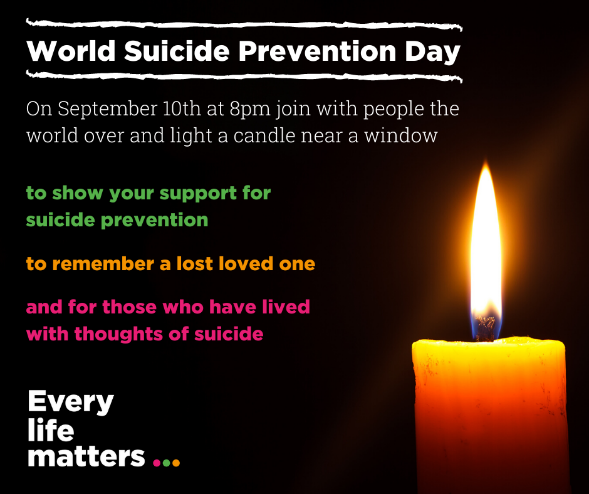 World Suicide Prevention Day
On September 10th at 8pm join with people the
world over and light a candle near a window
to show your support for
suicide prevention
to remember a lost loved one
and for those who have lived
with thoughts of suicide
Every
life
matters ...